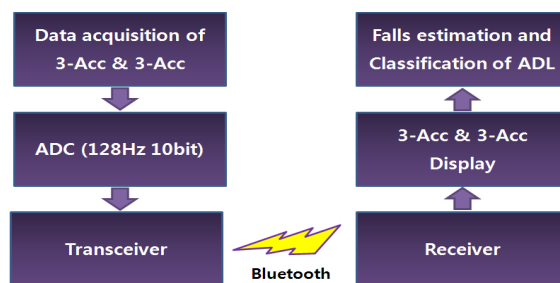 Data acquisition of
3-Acc & 3-Acc
ADC (128Hz 10bit)
Transceiver
Bluetooth
Receiver
3-Acc & 3-Acc
Display
Falls estimation and
Classification of ADL